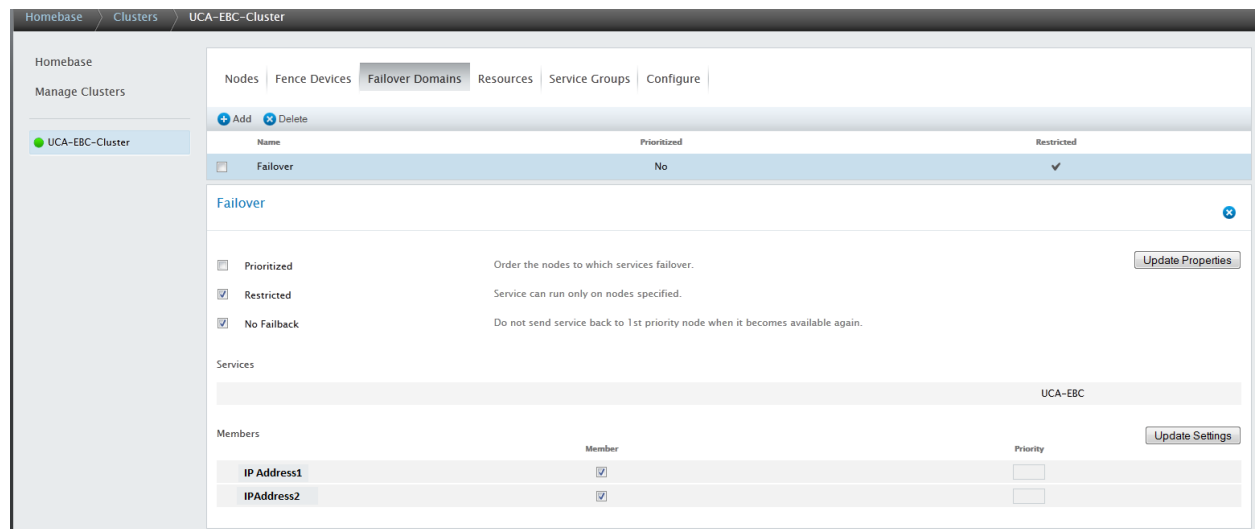 Homebase Clusters UCA-EBC-Cluster
Homebase
Manage Clusters
UCA-EBC-Cluster
Nodes Fence Devices Failover Domains Resources Service Groups Configure
Add Delete
Name Prioritized Restricted
Failover No
Failover
Prioritized Order the nodes to which services failover. Update Properties
Restricted Service can run only on nodes specified.
No Failback Do not send service back to 1st priority node when it becomes available again.
Services
UCA-EBC
Members Update Settings
Member Priority
IP Address1
IPAddress2